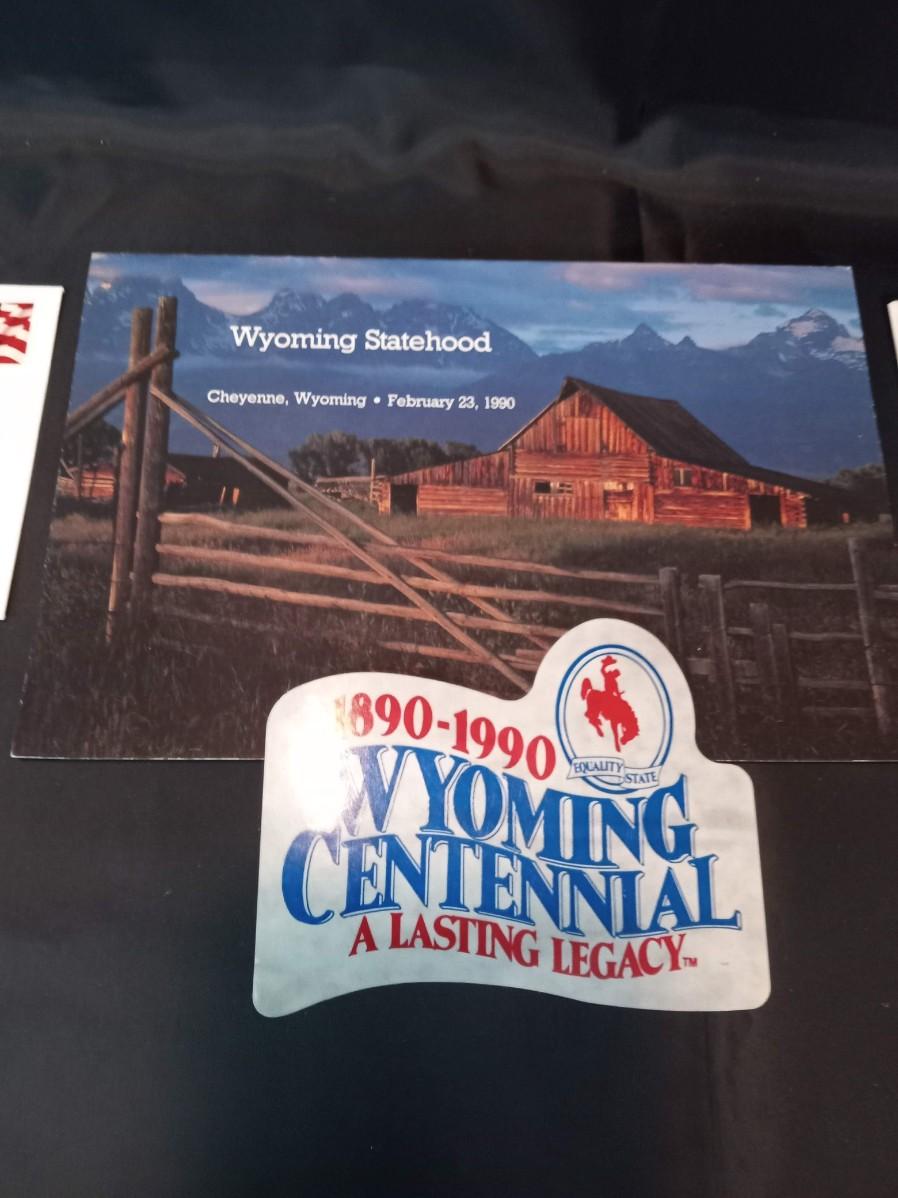 Wyoming Statehood
Cheyenne, Wyoming • February 23, 1990
1890-1990
EQUALITY STATE
WYOMING
CENTENNIAL
A LASTING LEGACY™